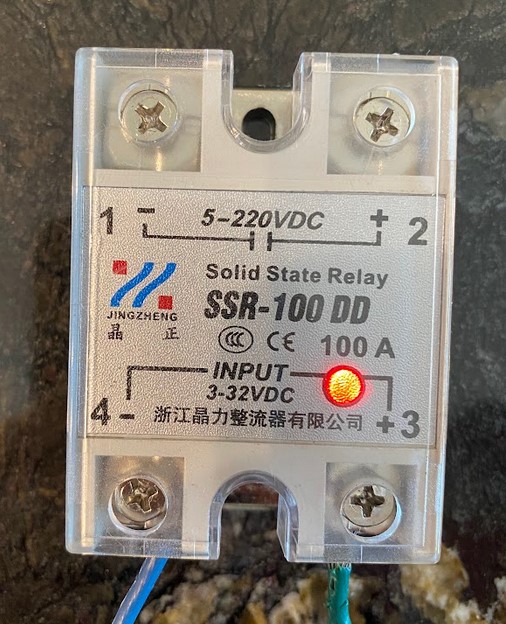 1 - 5-220VDC + 2
Solid State Relay
SSR-100 DD
JINGZHENG
晶 正
CCC CE 100 A
INPUT
3-32VDC
4 - + 3
浙江晶力整流器有限公司